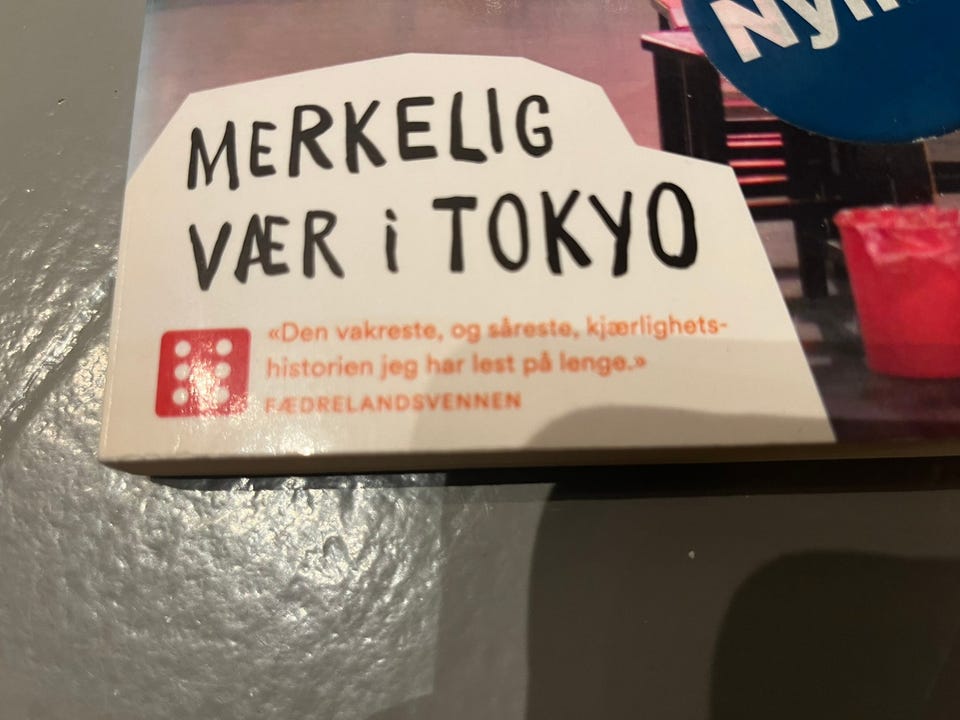 MERKELIG
VÆR i TOKYO
«Den vakreste, og såreste, kjærlighets-
historien jeg har lest på lenge.»
FÆDRELANDSVENNEN